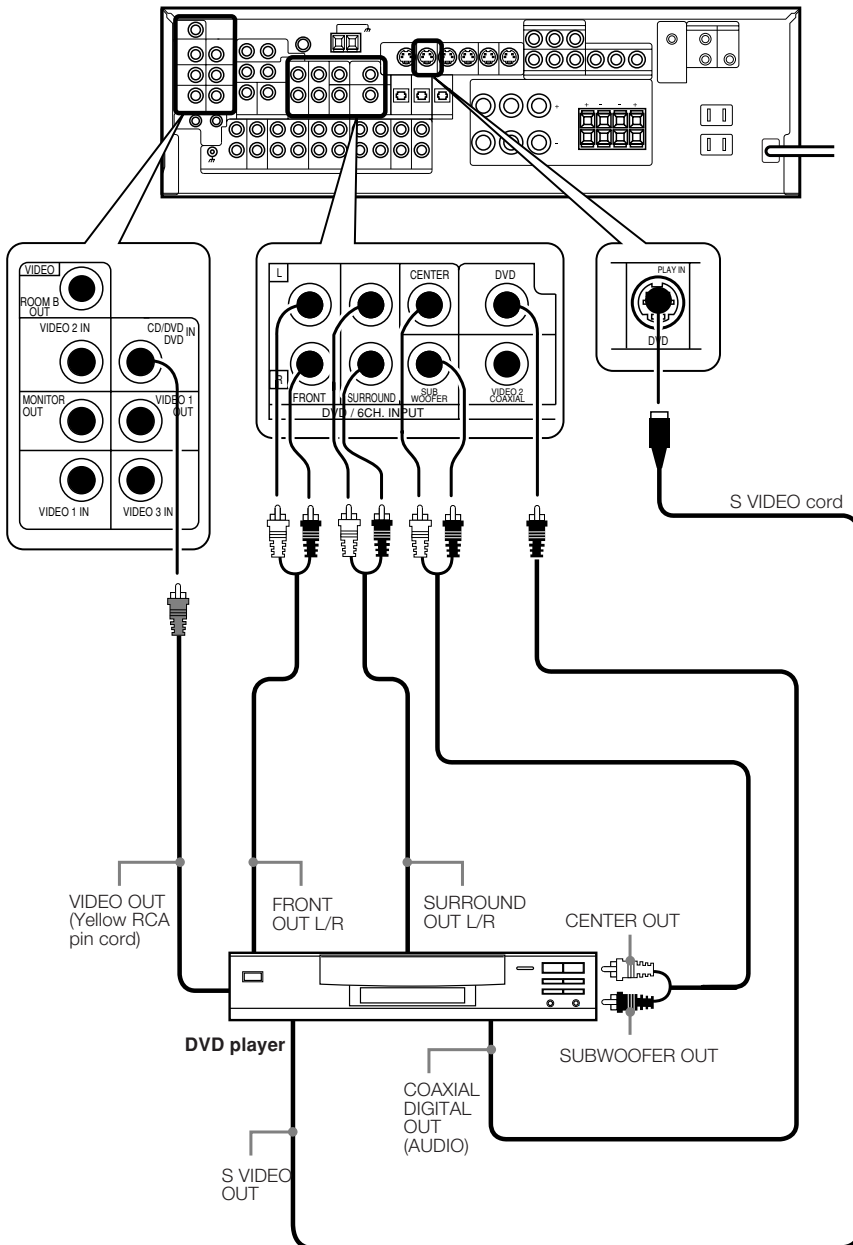 +
-
+ - - +
VIDEO
ROOM B
OUT
VIDEO 2 IN
CD/DVD
DVD IN
MONITOR
OUT
VIDEO 1
OUT
VIDEO 1 IN
VIDEO 3 IN
L
CENTER
DVD
R
FRONT
SURROUND
SUB
WOOFER
VIDEO 2
COAXIAL
DVD / 6CH. INPUT
PLAY IN
DVD
S VIDEO cord
VIDEO OUT
(Yellow RCA
pin cord)
FRONT
OUT L/R
SURROUND
OUT L/R
CENTER OUT
DVD player
SUBWOOFER OUT
COAXIAL
DIGITAL
OUT
(AUDIO)
S VIDEO
OUT